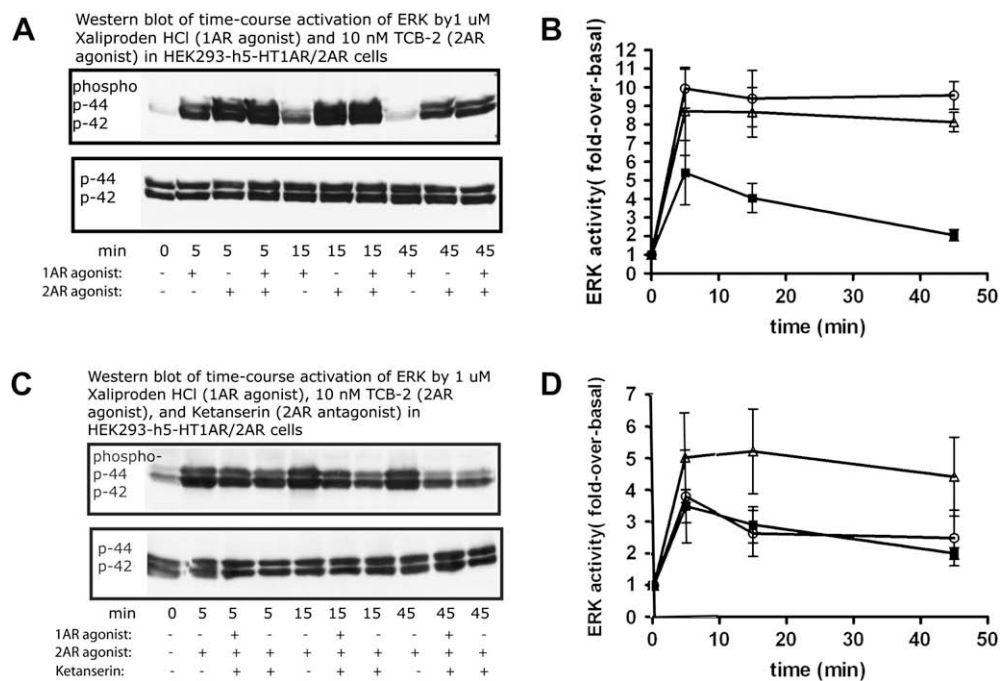 A
Western blot of time-course activation of ERK by1 uM
Xaliproden HCl (1AR agonist) and 10 nM TCB-2 (2AR
agonist) in HEK293-h5-HT1AR/2AR cells
phospho
p-44
p-42
p-44
p-42
min 0 5 5 5 15 15 15 45 45 45
1AR agonist: - + - + + - + + - +
2AR agonist: - - + + - + + - + +
B
ERK activity( fold-over-basal)
11
10
9
8
7
6
5
4
3
2
1
0
0 10 20 30 40 50
time (min)
C
Western blot of time-course activation of ERK by 1 uM
Xaliproden HCl (1AR agonist), 10 nM TCB-2 (2AR
agonist), and Ketanserin (2AR antagonist) in
HEK293-h5-HT1AR/2AR cells
phospho-
p-44
p-42
p-44
p-42
min 0 5 5 5 15 15 15 45 45 45
1AR agonist: - - + - - + - - + -
2AR agonist: - + + + + + + + + +
Ketanserin: - - + + - + + - + +
D
ERK activity( fold-over-basal)
7
6
5
4
3
2
1
0
0 10 20 30 40 50
time (min)